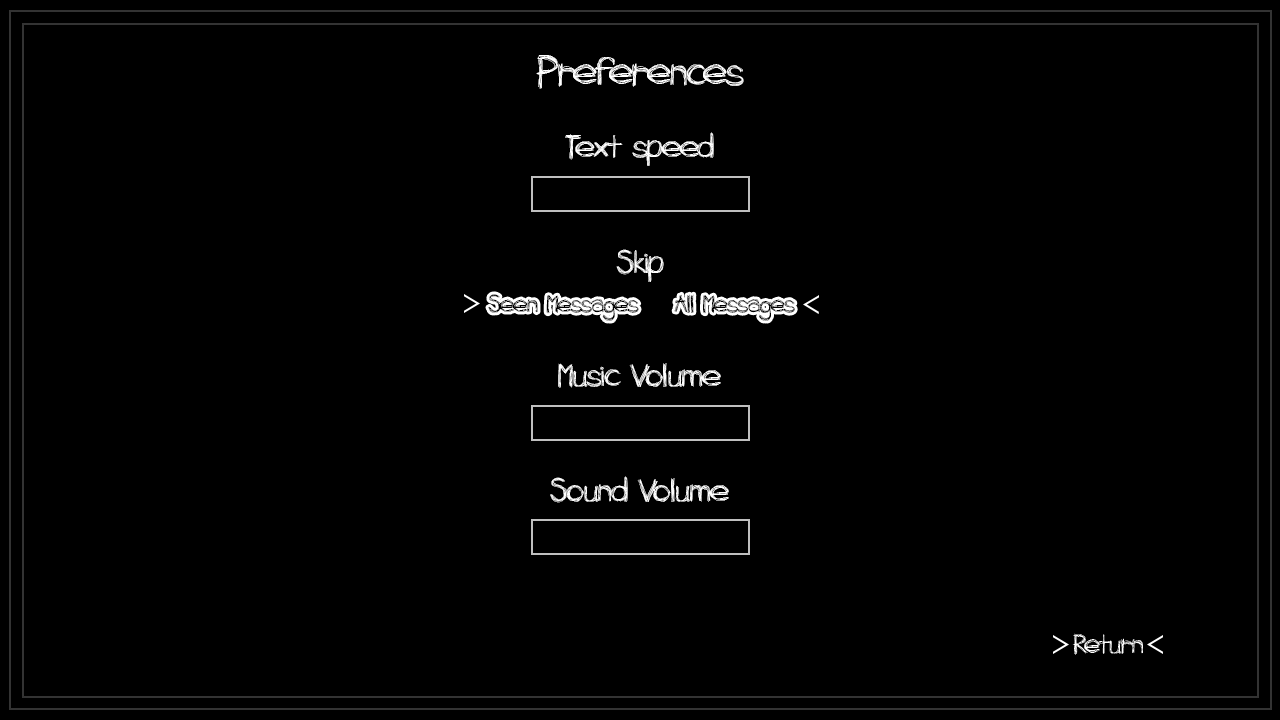 Preferences
Text speed
Skip
> Seen Messages All Messages <
Music Volume
Sound Volume
>Return<